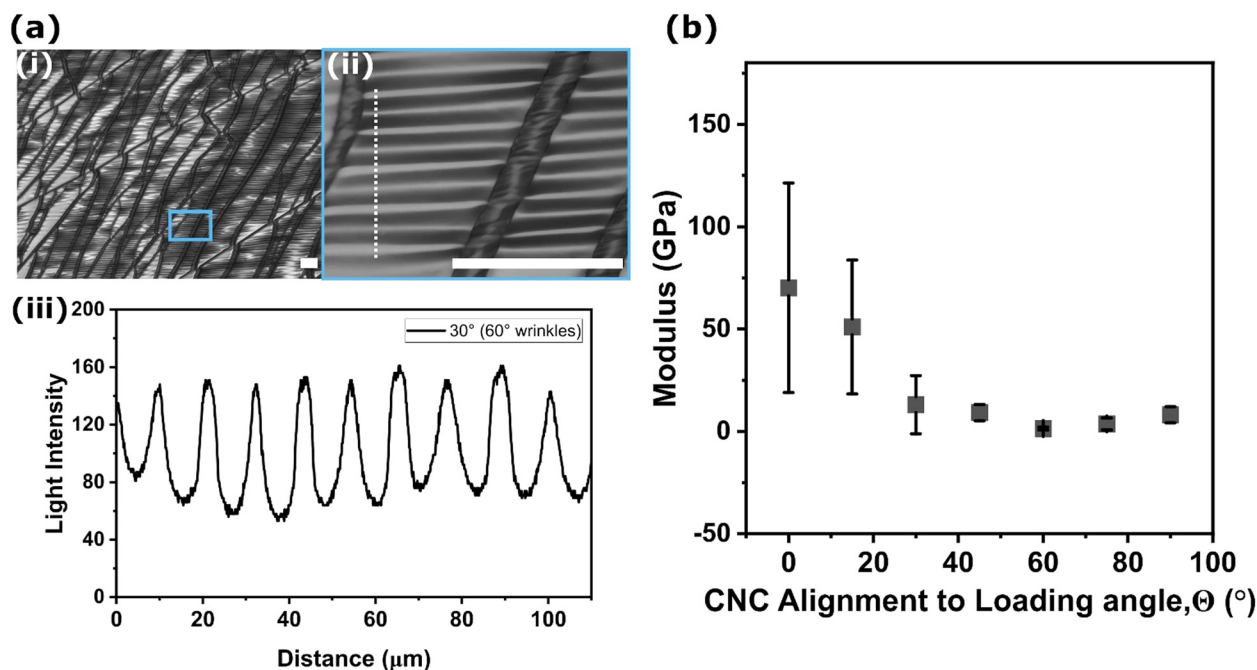 (a)
(i)
(ii)
(iii)
200
160
120
80
40
0
Light Intensity
30° (60° wrinkles)
0 20 40 60 80 100
Distance (μm)
(b)
150
100
50
0
-50
Modulus (GPa)
0 20 40 60 80 100
CNC Alignment to Loading angle,Θ (°)